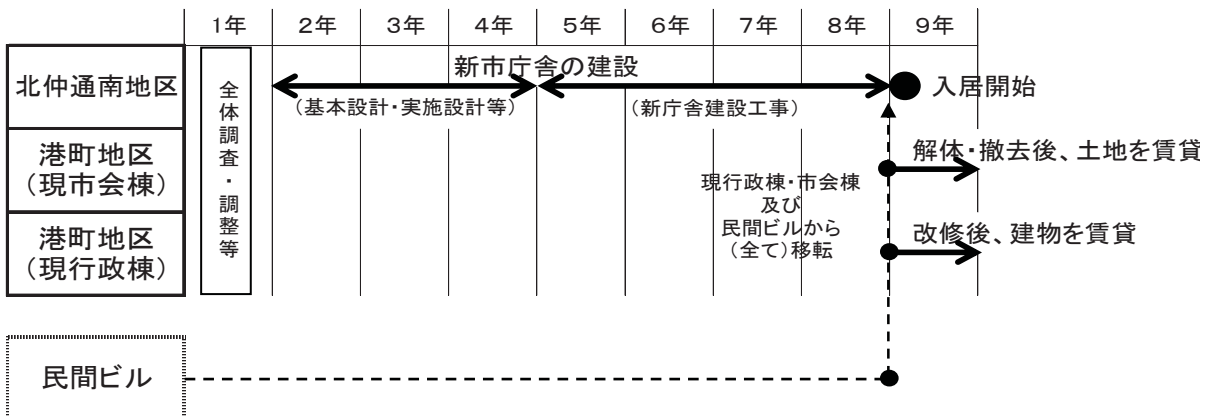 1年 2年 3年 4年 5年 6年 7年 8年 9年
北仲通南地区
全体調査・調整等
新市庁舎の建設
(基本設計・実施設計等)
(新庁舎建設工事)
入居開始
港町地区
(現市会棟)
解体・撤去後、土地を賃貸
現行政棟・市会棟
及び
民間ビルから
(全て)移転
港町地区
(現行政棟)
改修後、建物を賃貸
民間ビル